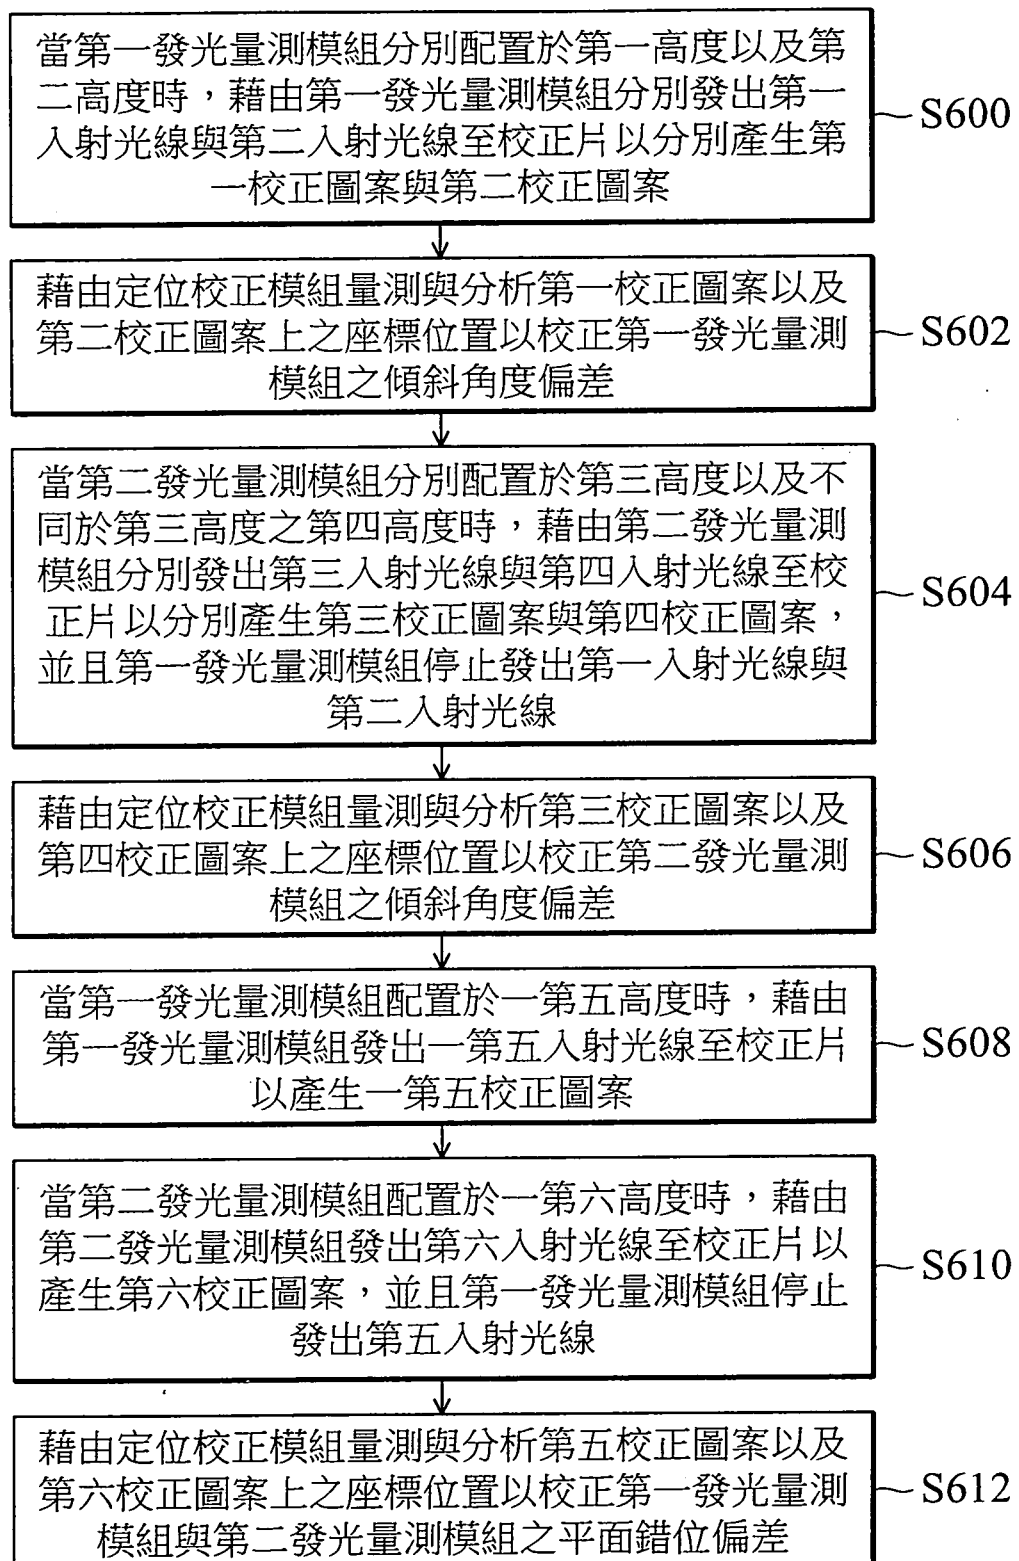 當第一發光量測模組分別配置於第一高度以及第
二高度時，藉由第一發光量測模組分別發出第一
入射光線與第二入射光線至校正片以分別產生第
一校正圖案與第二校正圖案
S600
藉由定位校正模組量測與分析第一校正圖案以及
第二校正圖案上之座標位置以校正第一發光量測
模組之傾斜角度偏差
S602
當第二發光量測模組分別配置於第三高度以及不
同於第三高度之第四高度時，藉由第二發光量測
模組分別發出第三入射光線與第四入射光線至校
正片以分別產生第三校正圖案與第四校正圖案，
並且第一發光量測模組停止發出第一入射光線與
第二入射光線
S604
藉由定位校正模組量測與分析第三校正圖案以及
第四校正圖案上之座標位置以校正第二發光量測
模組之傾斜角度偏差
S606
當第一發光量測模組配置於一第五高度時，藉由
第一發光量測模組發出一第五入射光線至校正片
以產生一第五校正圖案
S608
當第二發光量測模組配置於一第六高度時，藉由
第二發光量測模組發出第六入射光線至校正片以
產生第六校正圖案，並且第一發光量測模組停止
發出第五入射光線
S610
藉由定位校正模組量測與分析第五校正圖案以及
第六校正圖案上之座標位置以校正第一發光量測
模組與第二發光量測模組之平面錯位偏差
S612